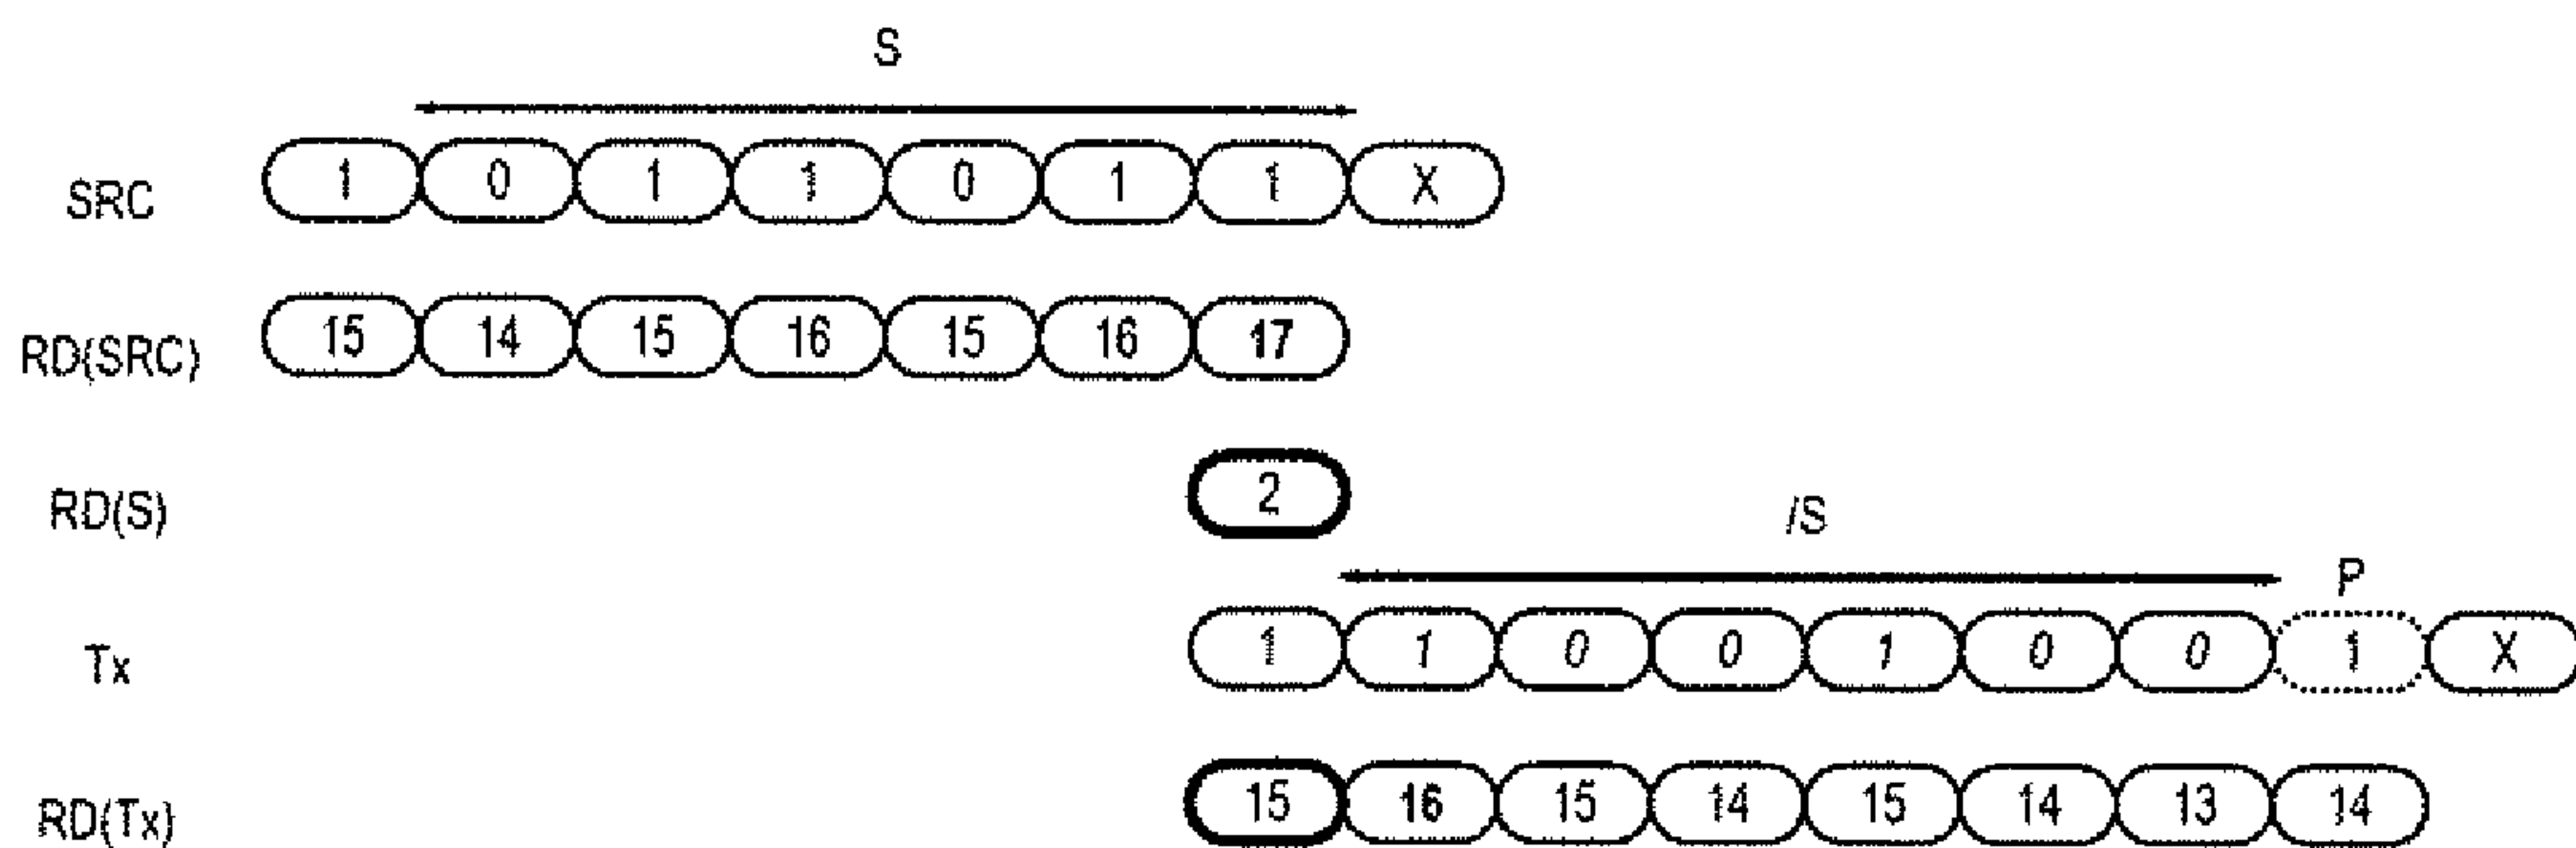 S
SRC 1 0 1 1 0 1 1 X
RD(SRC) 15 14 15 16 15 16 17
RD(S) 2
/S
P
Tx 1 1 0 0 1 0 0 1 X
RD(Tx) 15 16 15 14 15 14 13 14